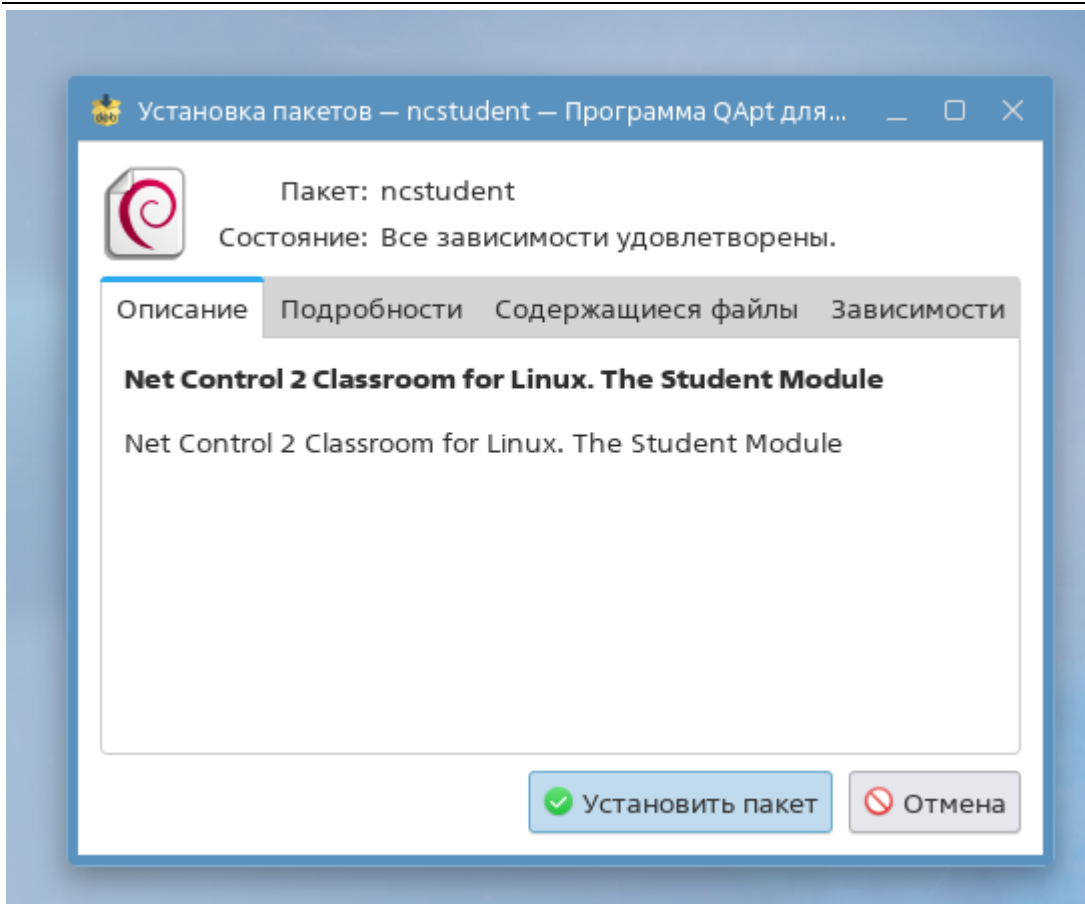 Установка пакетов — ncstudent — Программа QApt для...
Пакет: ncstudent
Состояние: Все зависимости удовлетворены.
Описание Подробности Содержащиеся файлы Зависимости
Net Control 2 Classroom for Linux. The Student Module
Net Control 2 Classroom for Linux. The Student Module
Установить пакет Отмена